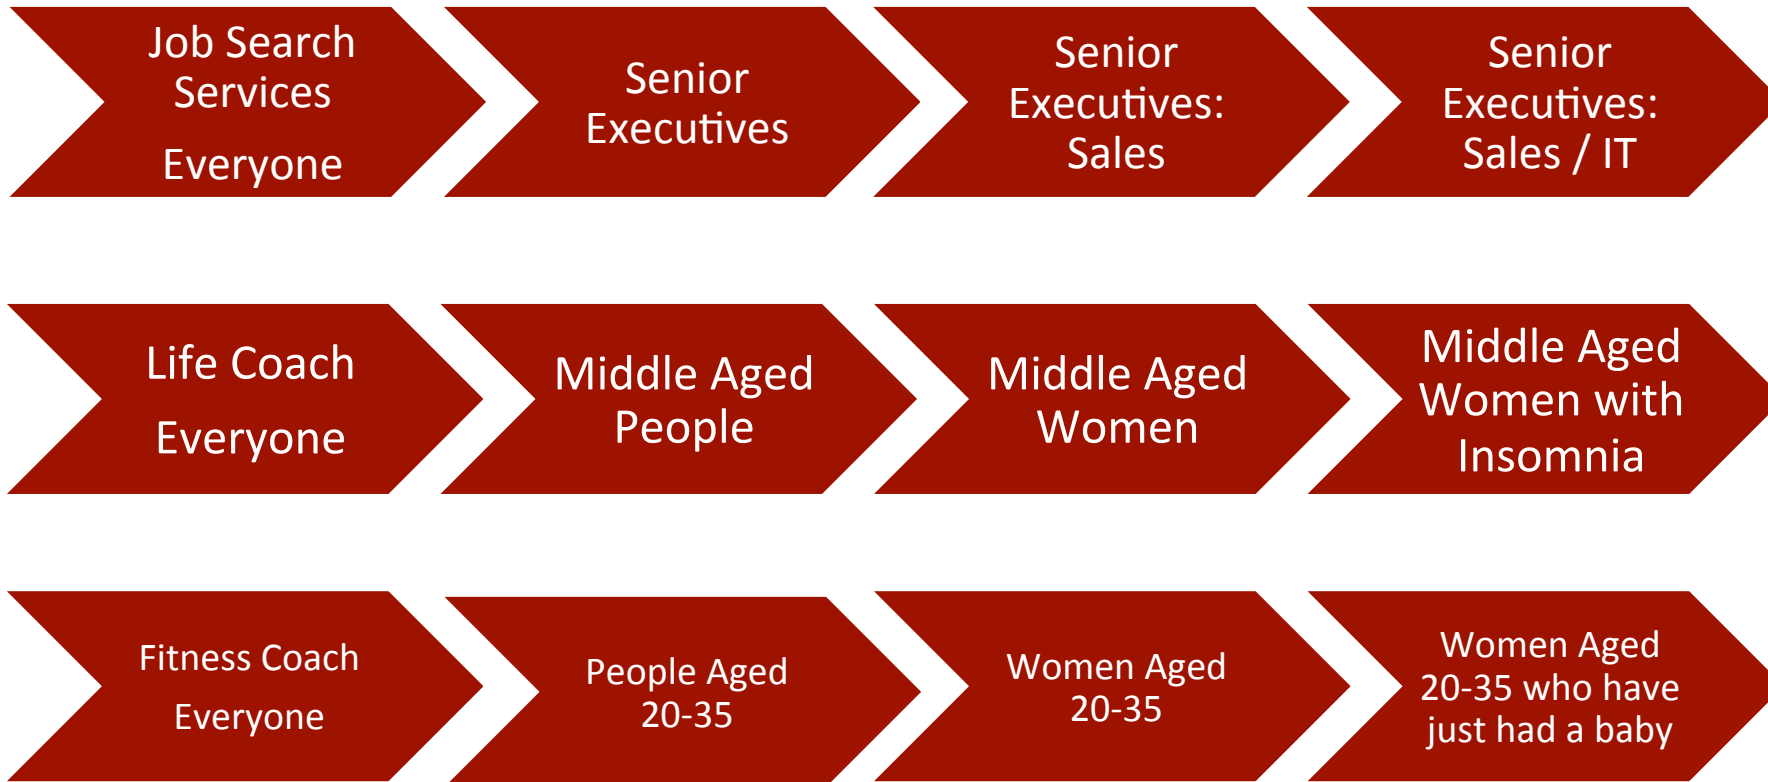 Job Search
Services
Everyone
Senior
Executives
Senior
Executives:
Sales
Senior
Executives:
Sales / IT
Life Coach
Everyone
Middle Aged
People
Middle Aged
Women
Middle Aged
Women with
Insomnia
Fitness Coach
Everyone
People Aged
20-35
Women Aged
20-35
Women Aged
20-35 who have
just had a baby